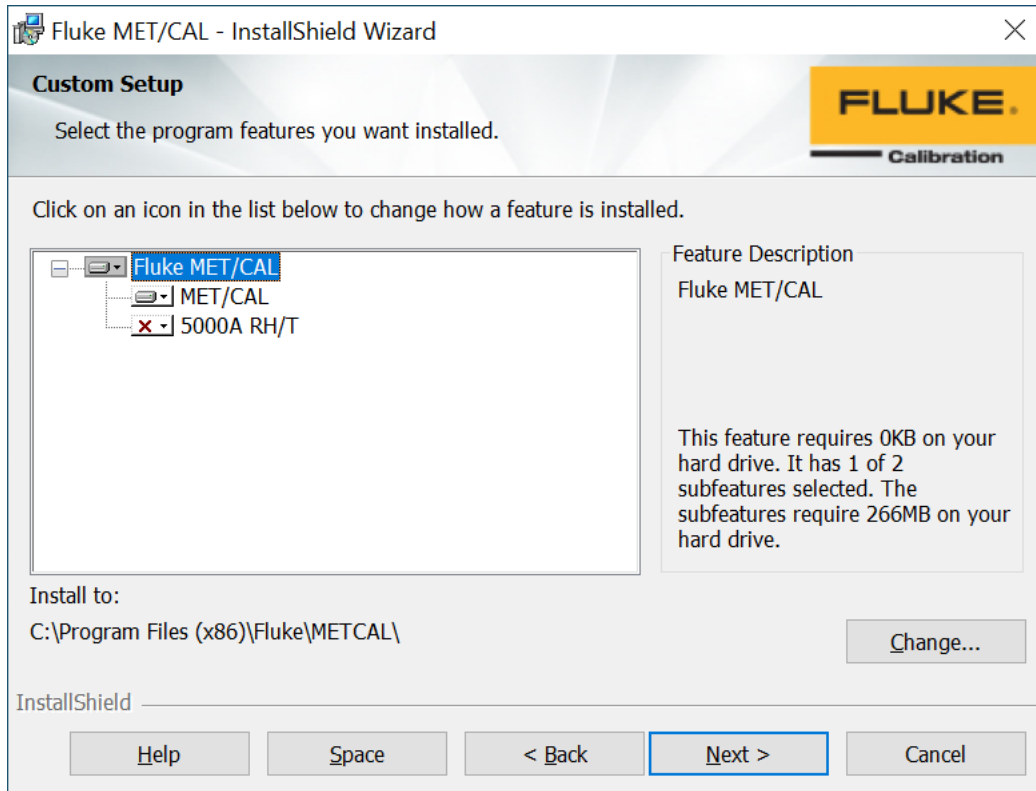 Fluke MET/CAL - InstallShield Wizard
Custom Setup
Select the program features you want installed.
FLUKE®
Calibration
Click on an icon in the list below to change how a feature is installed.
Fluke MET/CAL
MET/CAL
5000A RH/T
Feature Description
Fluke MET/CAL
This feature requires 0KB on your
hard drive. It has 1 of 2
subfeatures selected. The
subfeatures require 266MB on your
hard drive.
Install to:
C:\Program Files (x86)\Fluke\METCAL\
Change...
InstallShield
Help
Space
< Back
Next >
Cancel